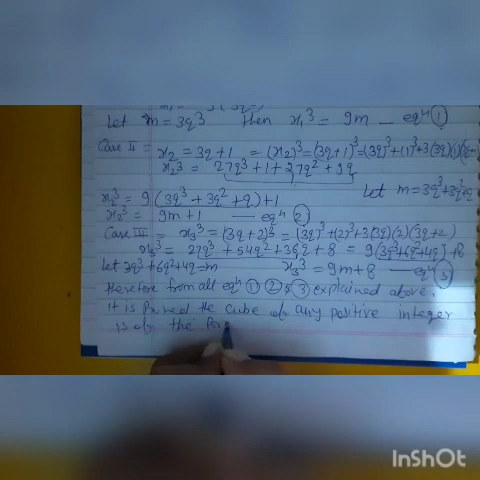 Let m = 3q³ then x₁³ = 9m — eqⁿ ①
Case II = x₂ = 3q+1 = (x₂)³ = (3q+1)³ = (3q)³+(1)³+3(3q)(1)
x₂³ = 27q³ + 1 + 27q² + 9q
x₂³ = 9(3q³ + 3q² + q) + 1 Let m = 3q³+3q²+q
x₂³ = 9m + 1 — eqⁿ ②
Case III = x₃³ = (3q+2)³ = (3q)³ + (2)³ + 3(3q)(2)(3q+2)
x₃³ = 27q³ + 54q² + 36q + 8 = 9(3q³+6q²+4q) + 8
Let 3q³+6q²+4q = m x₃³ = 9m + 8 — eqⁿ ③
Herefore from all eqⁿ ① ② & ③ explained above.
It is Proved the cube of any positive integer
is of the For
InShOt